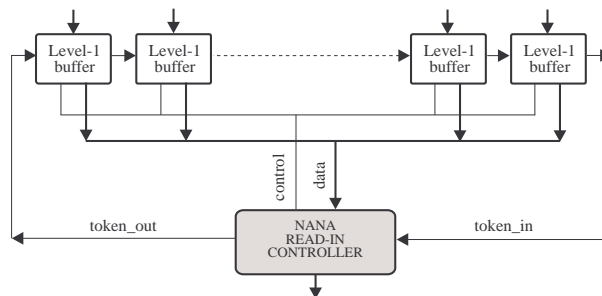 Level-1
buffer
Level-1
buffer
Level-1
buffer
Level-1
buffer
control
data
token_out
NANA
READ-IN
CONTROLLER
token_in